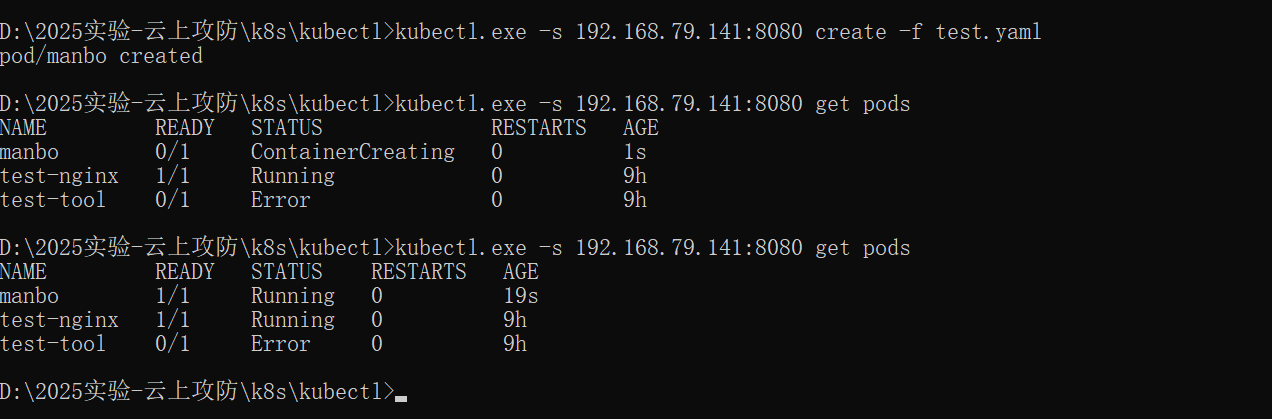 D:\2025实验-云上攻防\k8s\kubectl>kubectl.exe -s 192.168.79.141:8080 create -f test.yaml
pod/manbo created
D:\2025实验-云上攻防\k8s\kubectl>kubectl.exe -s 192.168.79.141:8080 get pods
NAME READY STATUS RESTARTS AGE
manbo 0/1 ContainerCreating 0 1s
test-nginx 1/1 Running 0 9h
test-tool 0/1 Error 0 9h
D:\2025实验-云上攻防\k8s\kubectl>kubectl.exe -s 192.168.79.141:8080 get pods
NAME READY STATUS RESTARTS AGE
manbo 1/1 Running 0 19s
test-nginx 1/1 Running 0 9h
test-tool 0/1 Error 0 9h
D:\2025实验-云上攻防\k8s\kubectl>